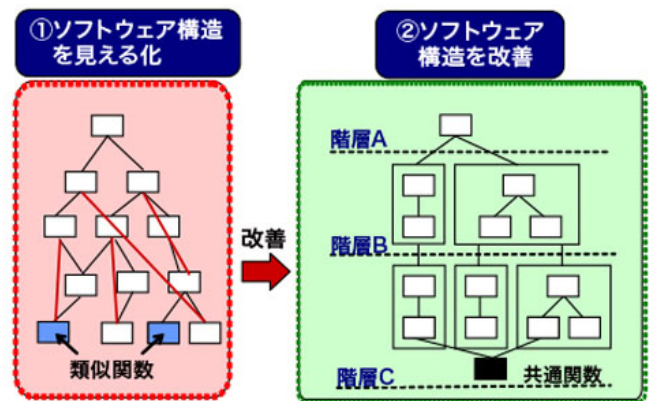 ①ソフトウェア構造
を見える化
②ソフトウェア
構造を改善
階層A
階層B
改善
類似関数
階層C
共通関数